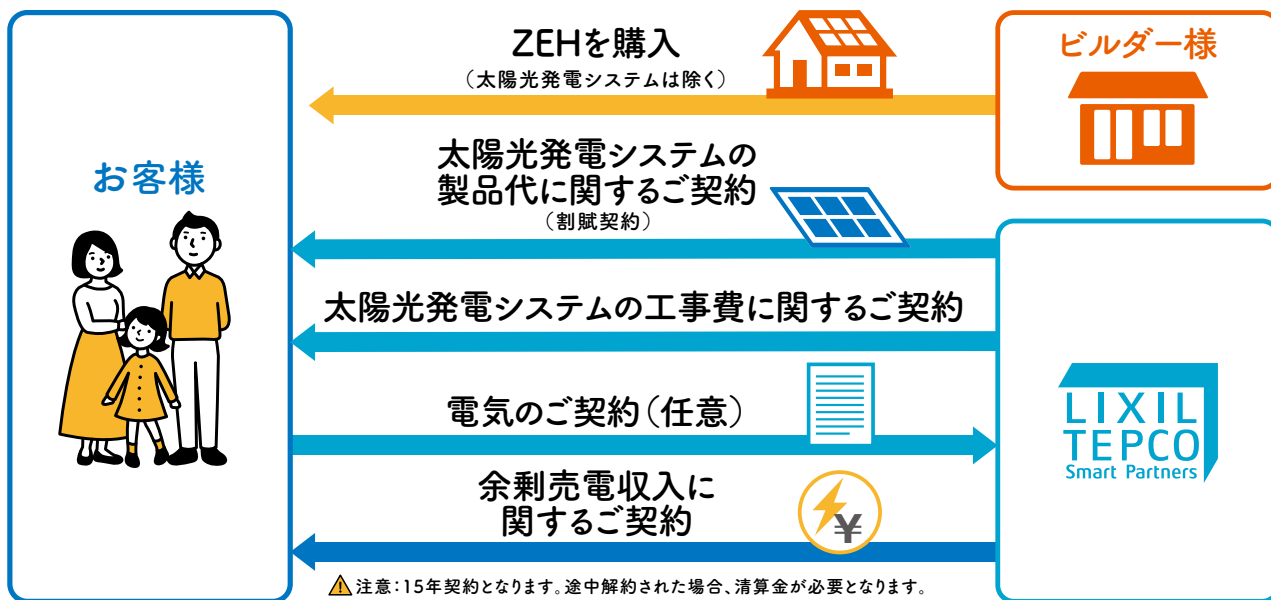 お客様
ZEHを購入
（太陽光発電システムは除く）
ビルダー様
太陽光発電システムの
製品代に関するご契約
（割賦契約）
太陽光発電システムの工事費に関するご契約
電気のご契約（任意）
余剰売電収入に
関するご契約
¥
LIXIL
TEPCO
Smart Partners
注意：15年契約となります。途中解約された場合、清算金が必要となります。